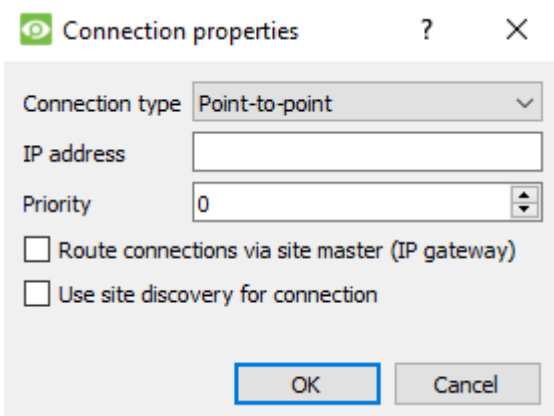 Connection properties ?
Connection type Point-to-point
IP address
Priority 0
Route connections via site master (IP gateway)
Use site discovery for connection
OK Cancel